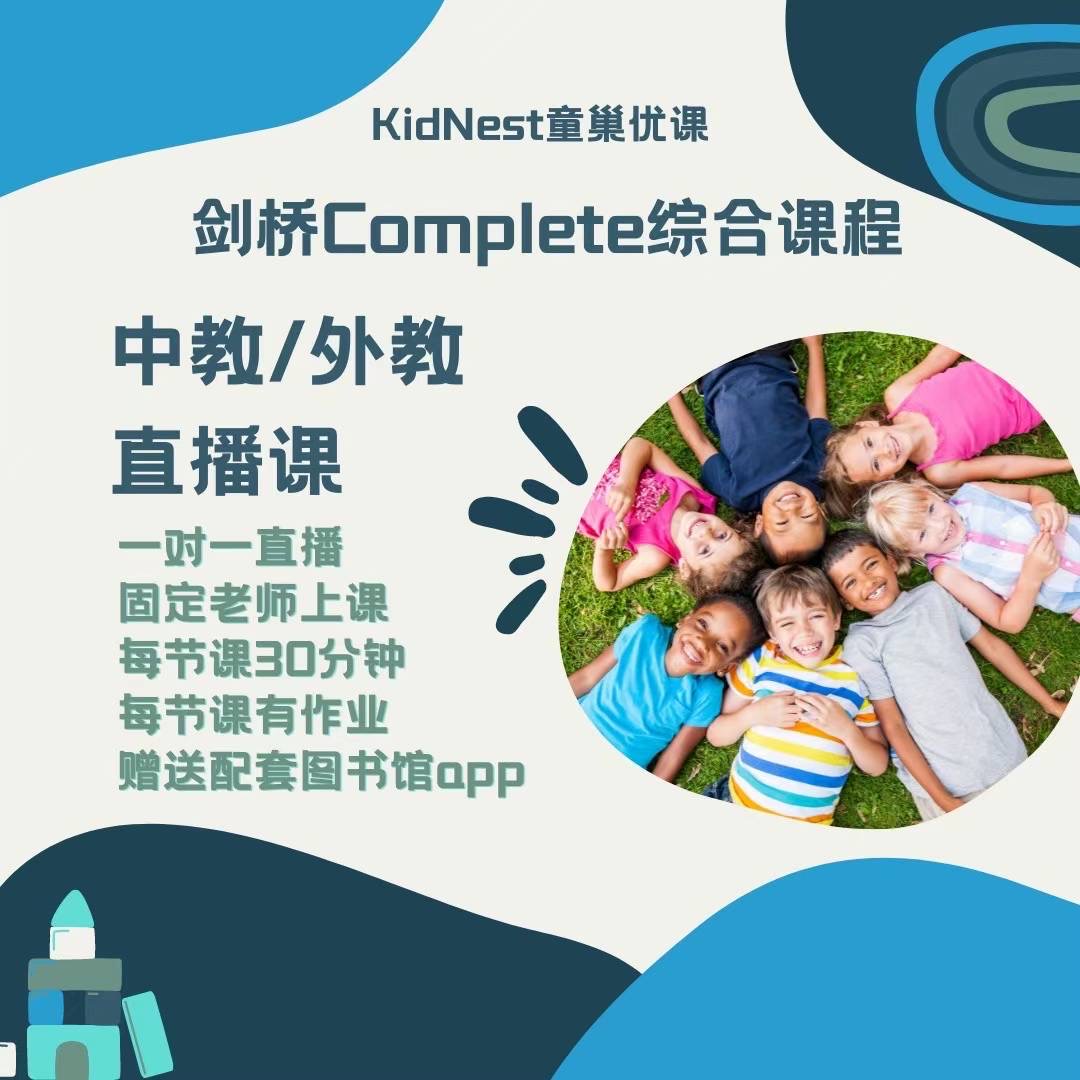 KidNest童巢优课
剑桥Complete综合课程
中教/外教
直播课
一对一直播
固定老师上课
每节课30分钟
每节课有作业
赠送配套图书馆app